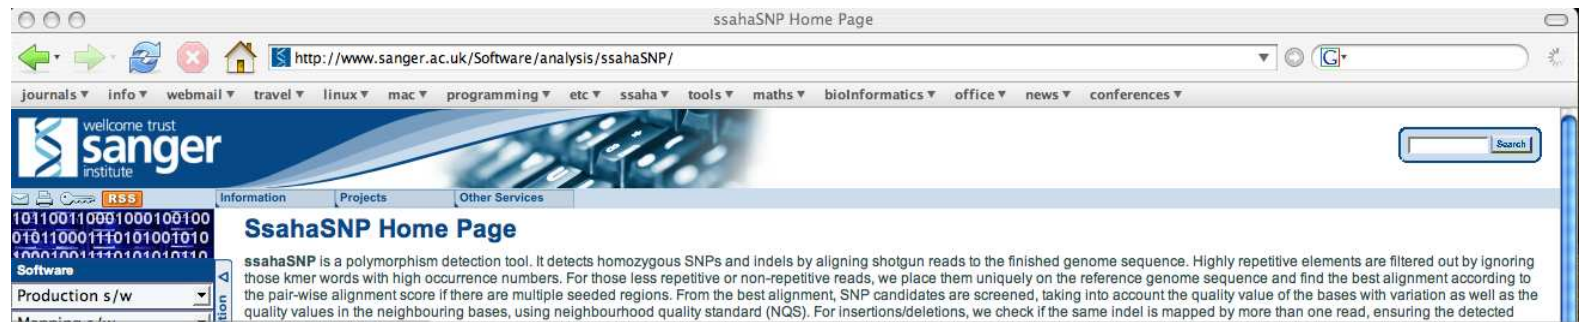 ssahaSNP Home Page
http://www.sanger.ac.uk/Software/analysis/ssahaSNP/
G
journals info webmail travel linux mac programming etc ssaha tools maths bioInformatics office news conferences
wellcome trust
sanger
institute
Search
RSS
Information Projects Other Services
101100110001000100100
010110001110101001010
SsahaSNP Home Page
ssahaSNP is a polymorphism detection tool. It detects homozygous SNPs and indels by aligning shotgun reads to the finished genome sequence. Highly repetitive elements are filtered out by ignoring
those kmer words with high occurrence numbers. For those less repetitive or non-repetitive reads, we place them uniquely on the reference genome sequence and find the best alignment according to
the pair-wise alignment score if there are multiple seeded regions. From the best alignment, SNP candidates are screened, taking into account the quality value of the bases with variation as well as the
quality values in the neighbouring bases, using neighbourhood quality standard (NQS). For insertions/deletions, we check if the same indel is mapped by more than one read, ensuring the detected
Software
Production s/w